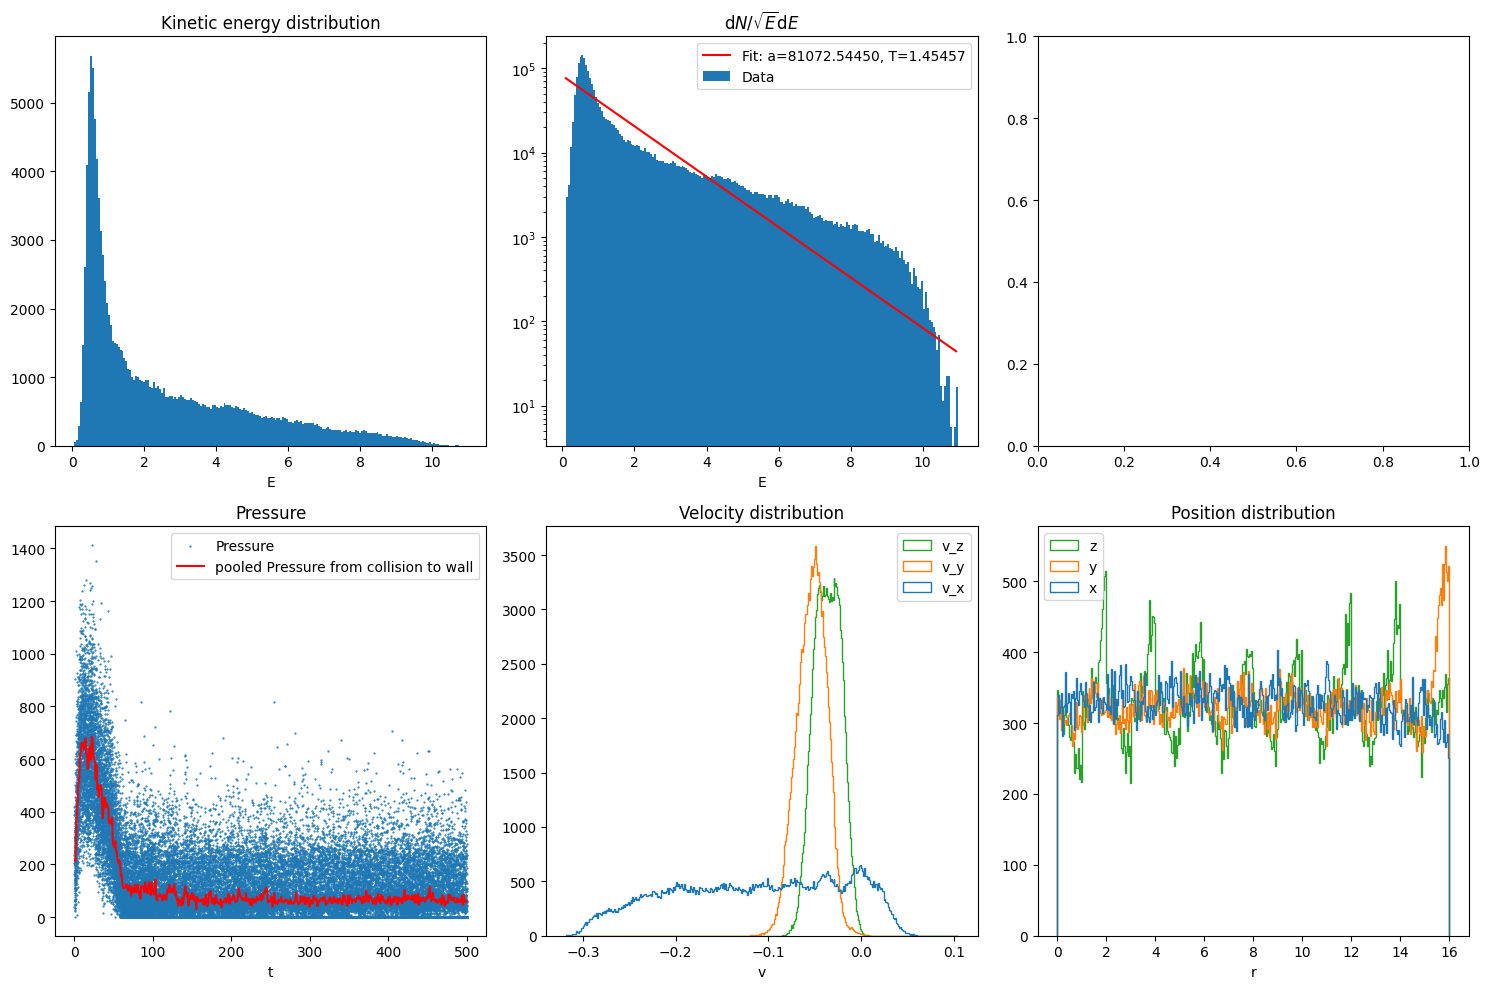 Kinetic energy distribution
5000
4000
3000
2000
1000
0
0 2 4 6 8 10
E
dN/√E dE
Fit: a=81072.54450, T=1.45457
Data
10⁵
10⁴
10³
10²
10¹
0 2 4 6 8 10
E
1.0
0.8
0.6
0.4
0.2
0.0
0.0 0.2 0.4 0.6 0.8 1.0
Pressure
Pressure
pooled Pressure from collision to wall
1400
1200
1000
800
600
400
200
0
0 100 200 300 400 500
t
Velocity distribution
v_z
v_y
v_x
3500
3000
2500
2000
1500
1000
500
0
−0.3 −0.2 −0.1 0.0 0.1
v
Position distribution
z
y
x
500
400
300
200
100
0
0 2 4 6 8 10 12 14 16
r